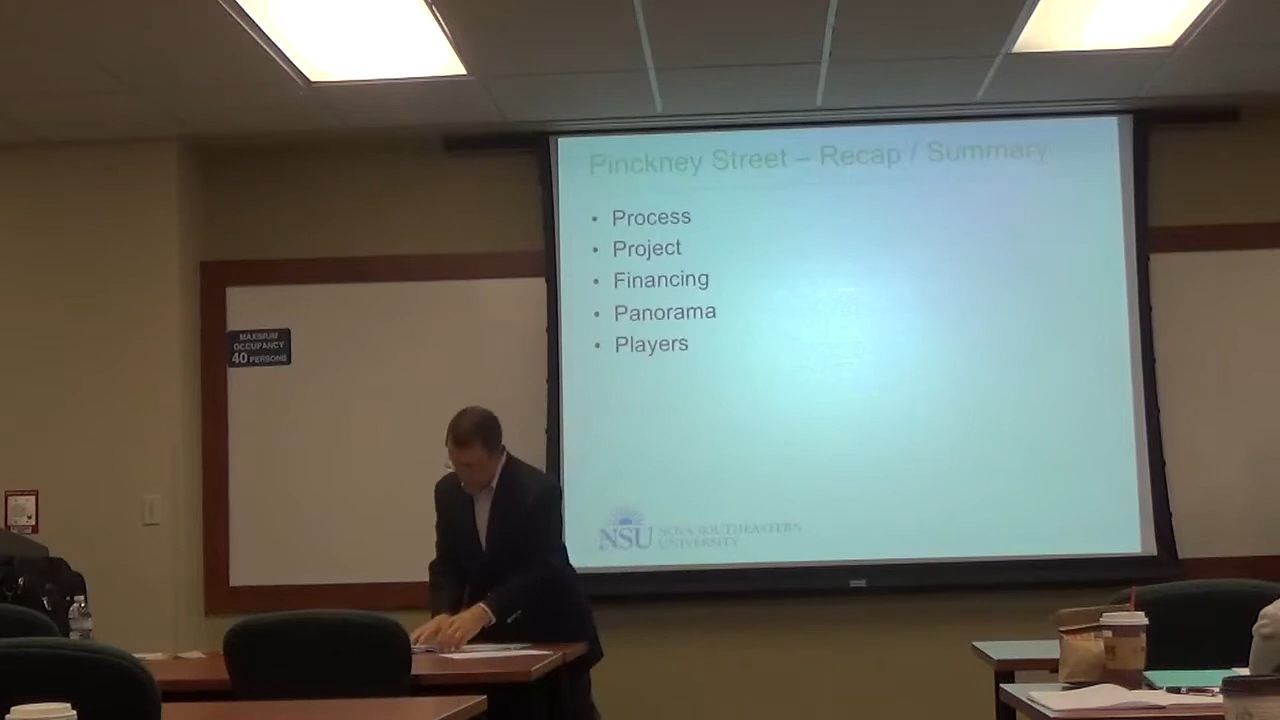 Pinckney Street – Recap / Summary
• Process
• Project
• Financing
• Panorama
• Players
MAXIMUM
OCCUPANCY
40 PERSONS
NSU NOVA SOUTHEASTERN
UNIVERSITY